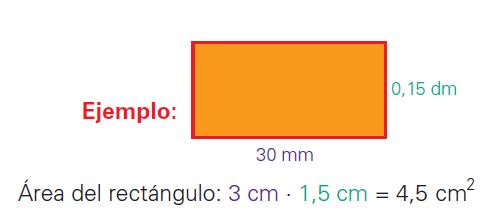 0,15 dm
Ejemplo:
30 mm
Área del rectángulo: 3 cm · 1,5 cm = 4,5 cm²